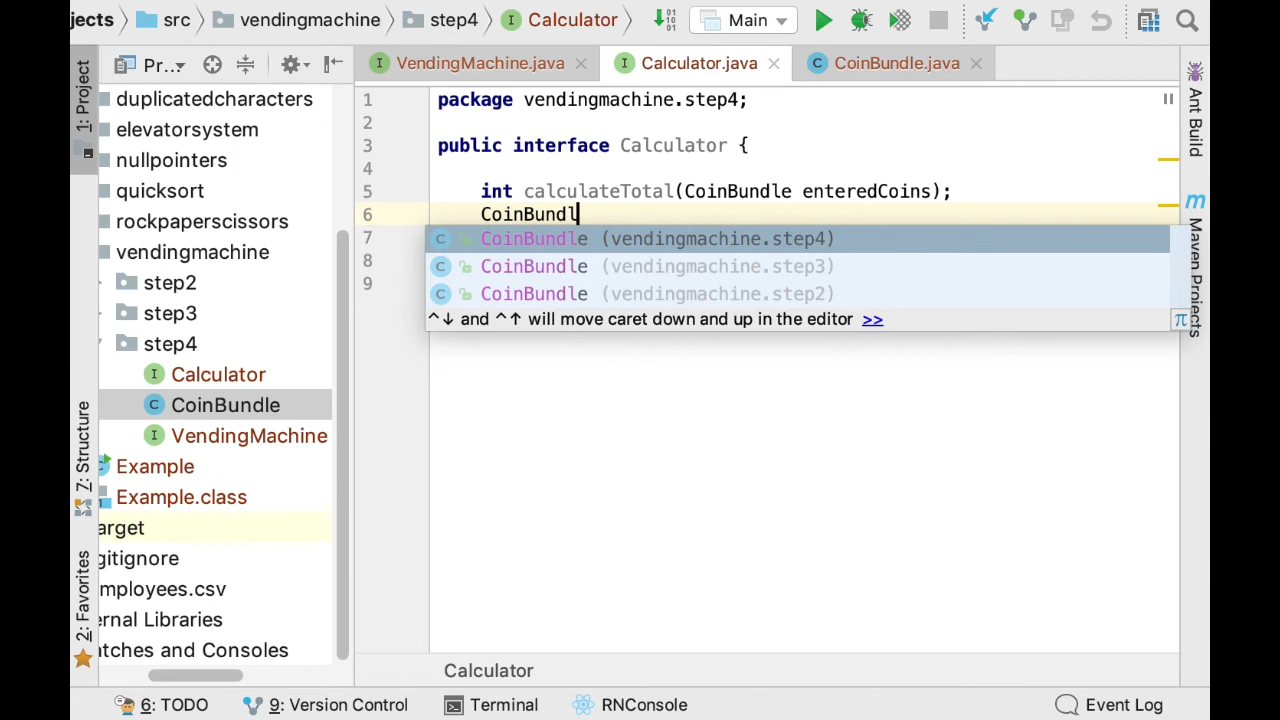 jects src vendingmachine step4 Calculator Main
1: Project
Pr...
VendingMachine.java Calculator.java CoinBundle.java
duplicatedcharacters
elevatorsystem
nullpointers
quicksort
rockpaperscissors
vendingmachine
step2
step3
step4
Calculator
CoinBundle
VendingMachine
Example
Example.class
arget
gitignore
mployees.csv
ernal Libraries
atches and Consoles
1 package vendingmachine.step4;
2
3 public interface Calculator {
4
5 int calculateTotal(CoinBundle enteredCoins);
6 CoinBundl
7
8
9
CoinBundle (vendingmachine.step4)
CoinBundle (vendingmachine.step3)
CoinBundle (vendingmachine.step2)
^↓ and ^↑ will move caret down and up in the editor >>
π
Calculator
Ant Build
m
Maven Projects
Z: Structure
2: Favorites
6: TODO 9: Version Control Terminal RNConsole Event Log